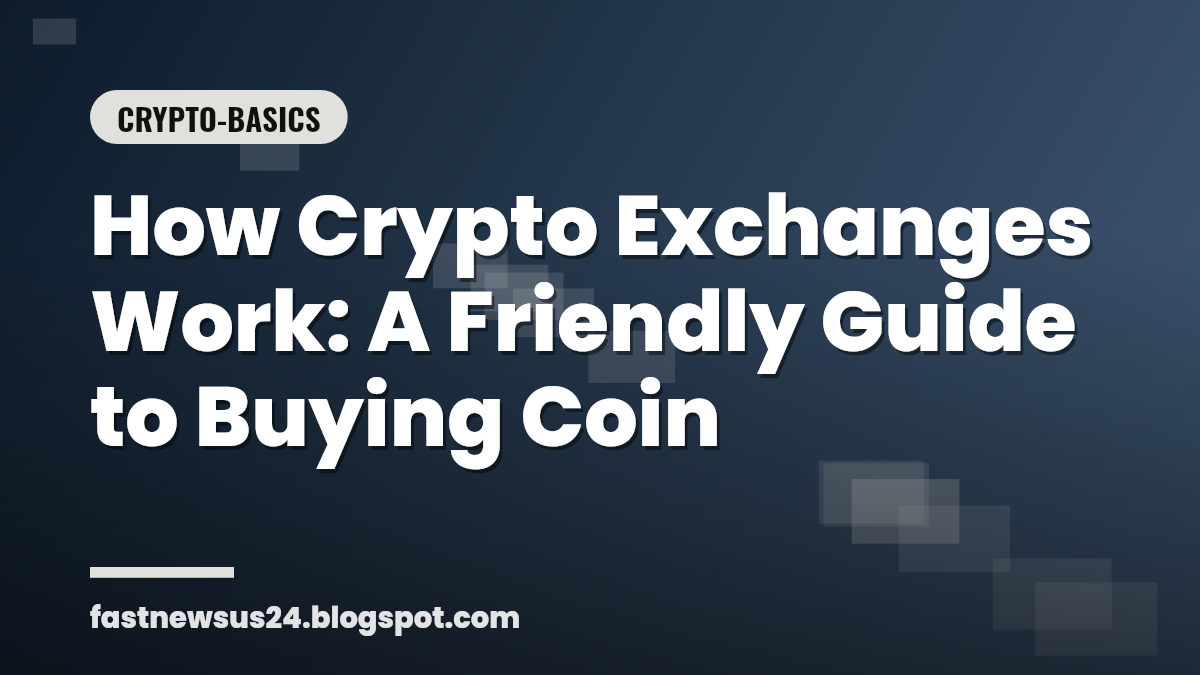 CRYPTO-BASICS
How Crypto Exchanges
Work: A Friendly Guide
to Buying Coin
fastnewsus24.blogspot.com